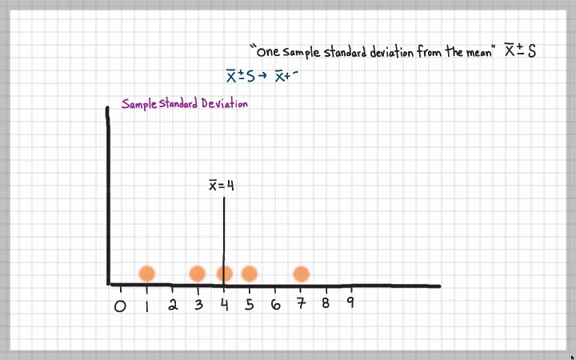 "one sample standard deviation from the mean" x̄ ± S
x̄ ± S → x̄ + -
Sample Standard Deviation
x̄ = 4
0 1 2 3 4 5 6 7 8 9